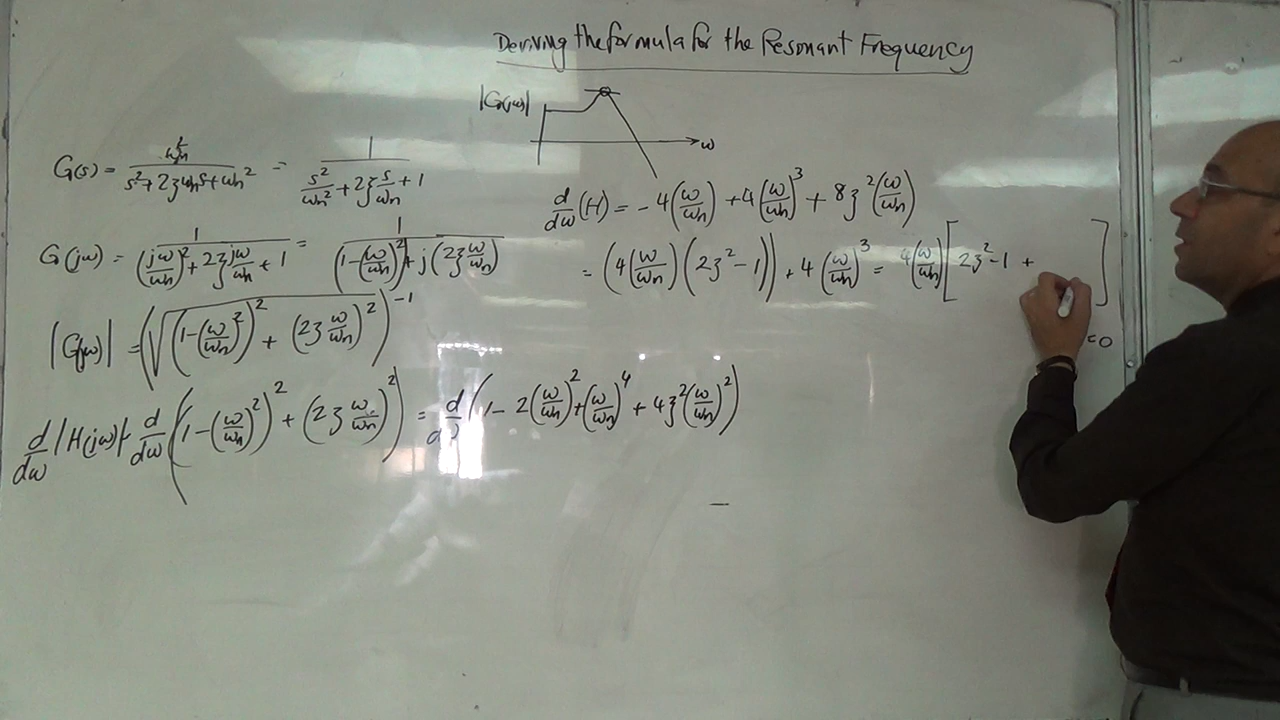 Deriving the formula for the Resonant Frequency
|G(jω)|
ω
G(s) = ωn² / (s² + 2ζωns + ωn²) = 1 / (s²/ωn² + 2ζ s/ωn + 1)
G(jω) = 1 / ((jω/ωn)² + 2ζ jω/ωn + 1) = 1 / ((1-(ω/ωn)²) + j(2ζ ω/ωn))
|G(jω)| = (√((1-(ω/ωn)²)² + (2ζ ω/ωn)²))⁻¹
d/dω |H(jω)| = d/dω ((1-(ω/ωn)²)² + (2ζ ω/ωn)²) = d/dω (1 - 2(ω/ωn)² + (ω/ωn)⁴ + 4ζ²(ω/ωn)²)
d/dω (H) = -4(ω/ωn) + 4(ω/ωn)³ + 8ζ²(ω/ωn)
= (4(ω/ωn)(2ζ²-1)) + 4(ω/ωn)³ = 4(ω/ωn)[2ζ²-1 + ]
=0